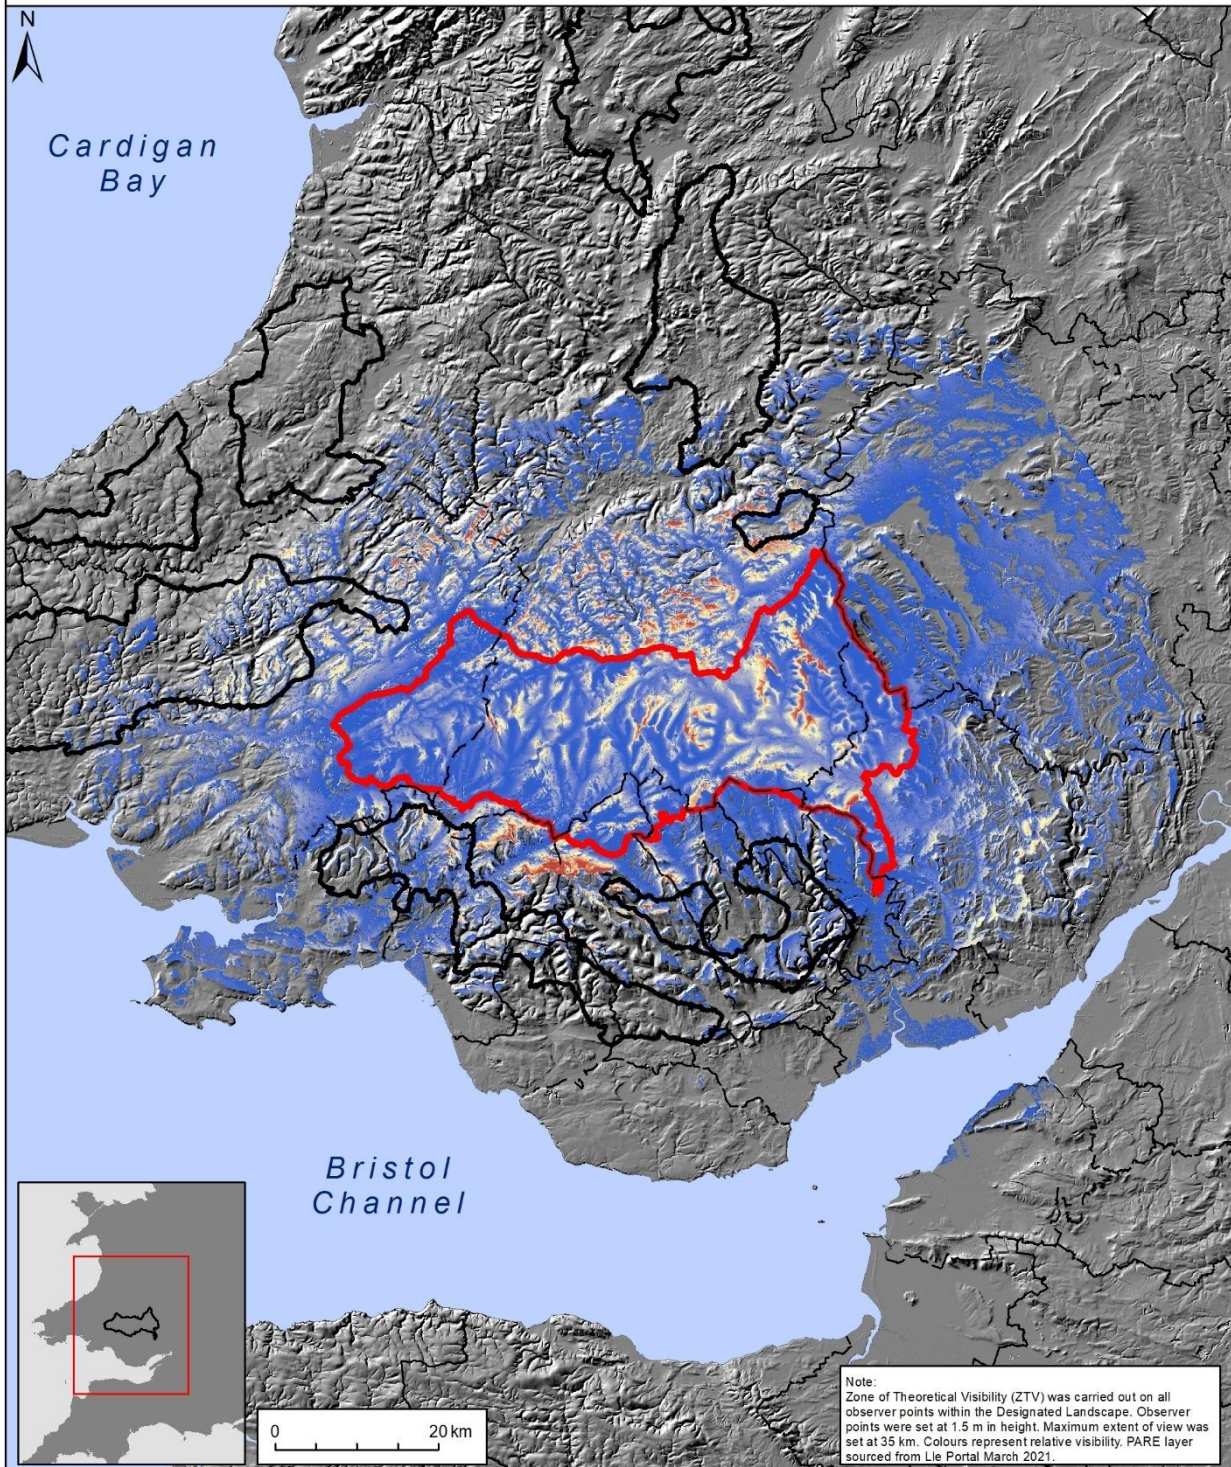 N
Cardigan
Bay
Bristol
Channel
0
20 km
Note:
Zone of Theoretical Visibility (ZTV) was carried out on all
observer points within the Designated Landscape. Observer
points were set at 1.5 m in height. Maximum extent of view was
set at 35 km. Colours represent relative visibility. PARE layer
sourced from Lle Portal March 2021.